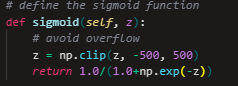 # define the sigmoid function
def sigmoid(self, z):
    # avoid overflow
    z = np.clip(z, -500, 500)
    return 1.0/(1.0+np.exp(-z))